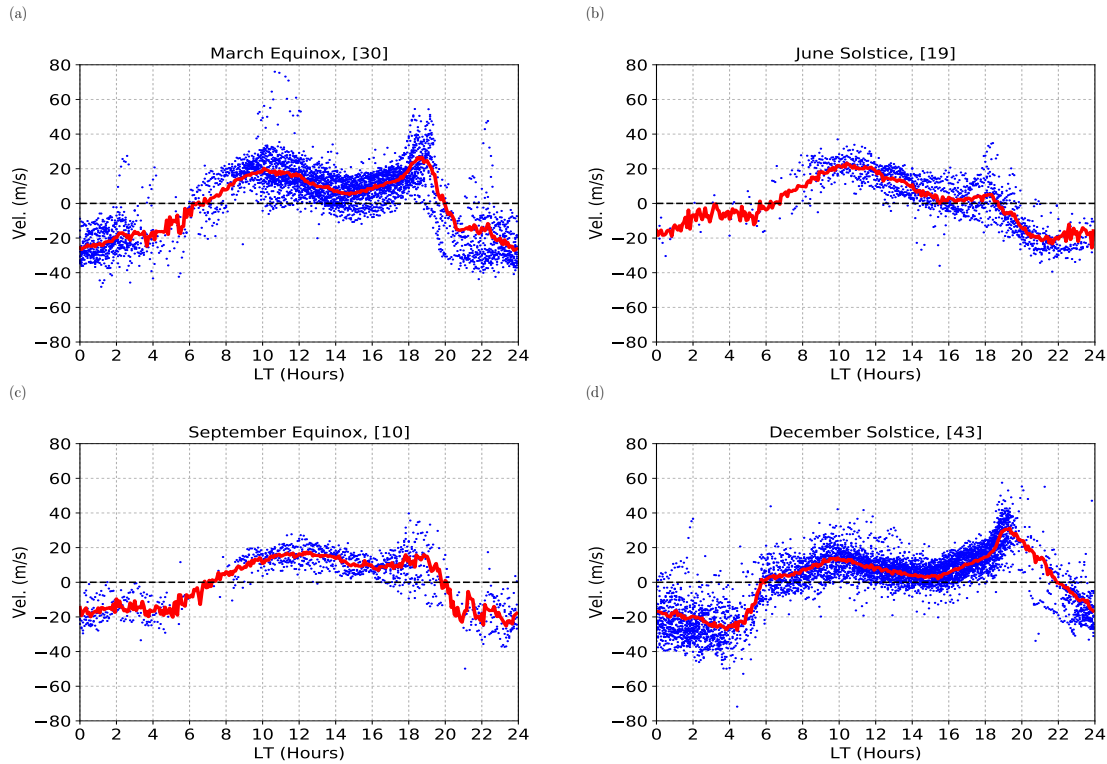 (a)
March Equinox, [30]
80
60
40
20
0
−20
−40
−60
−80
Vel. (m/s)
0 2 4 6 8 10 12 14 16 18 20 22 24
LT (Hours)
(b)
June Solstice, [19]
80
60
40
20
0
−20
−40
−60
−80
Vel. (m/s)
0 2 4 6 8 10 12 14 16 18 20 22 24
LT (Hours)
(c)
September Equinox, [10]
80
60
40
20
0
−20
−40
−60
−80
Vel. (m/s)
0 2 4 6 8 10 12 14 16 18 20 22 24
LT (Hours)
(d)
December Solstice, [43]
80
60
40
20
0
−20
−40
−60
−80
Vel. (m/s)
0 2 4 6 8 10 12 14 16 18 20 22 24
LT (Hours)